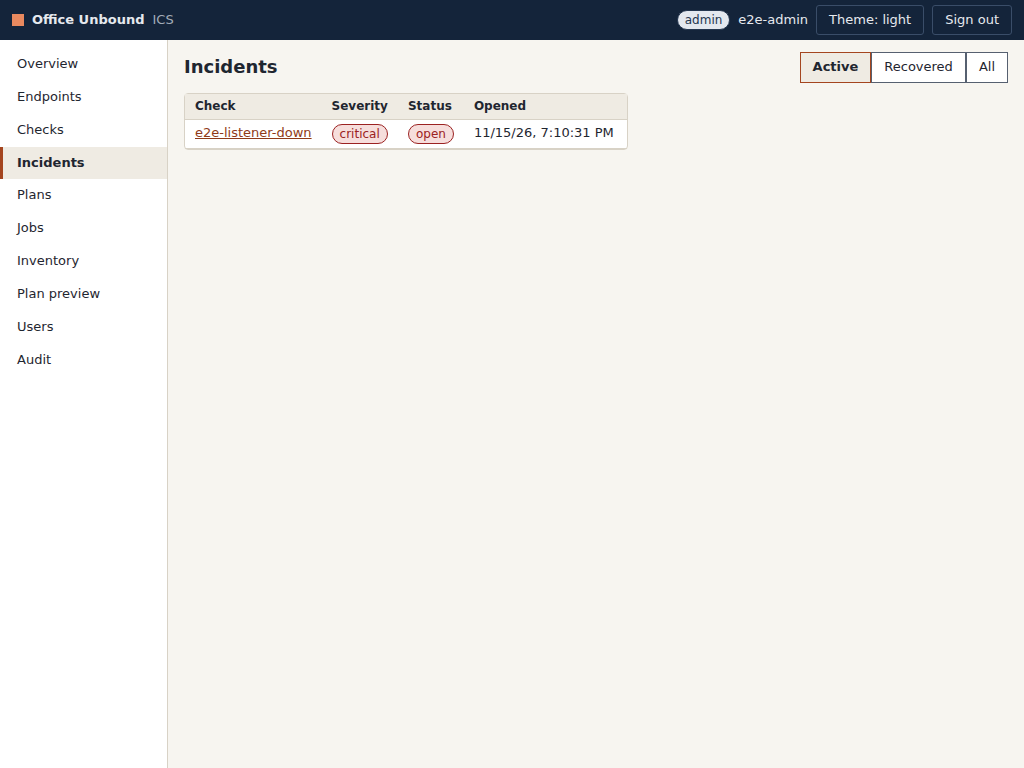 Office Unbound ICS admin e2e-admin Theme: light Sign out
Overview
Endpoints
Checks
Incidents
Plans
Jobs
Inventory
Plan preview
Users
Audit
Incidents
Active Recovered All
Check Severity Status Opened
e2e-listener-down critical open 11/15/26, 7:10:31 PM